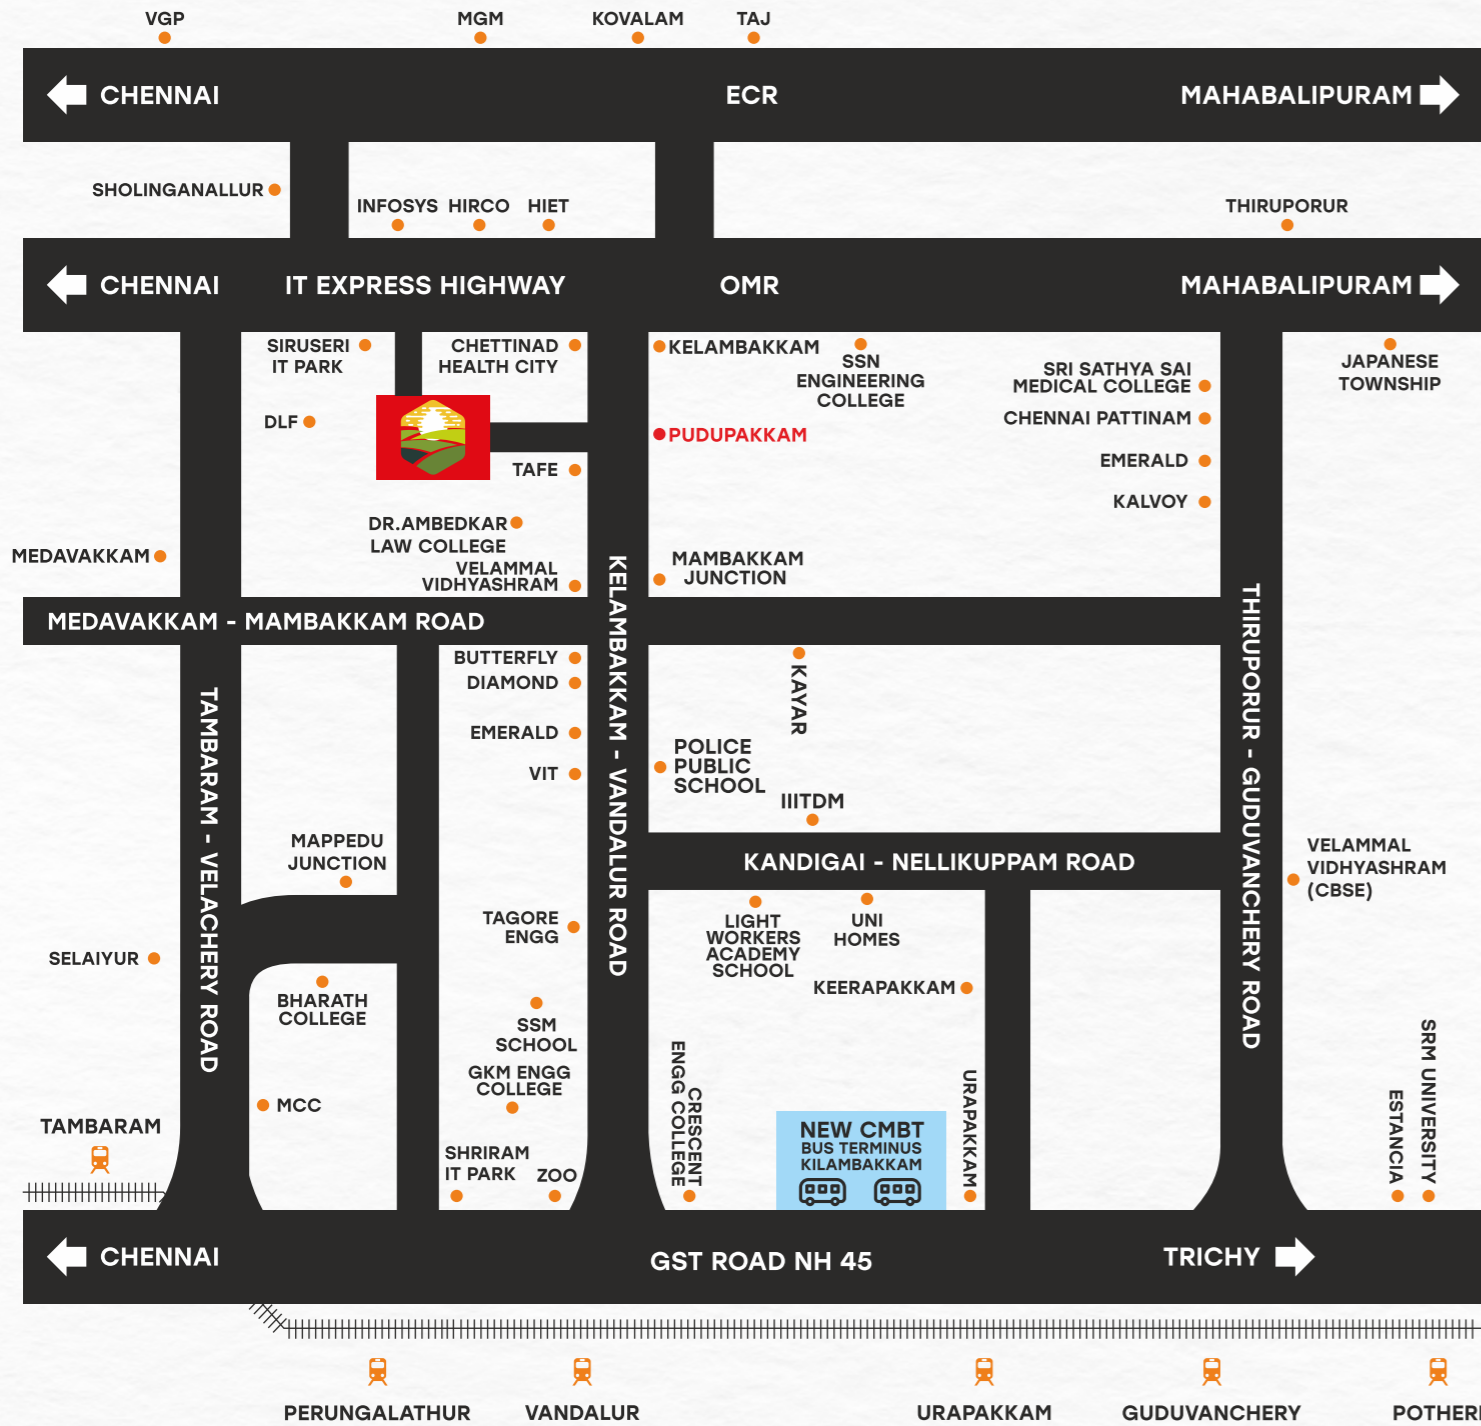 VGP
MGM
KOVALAM
TAJ
CHENNAI
ECR
MAHABALIPURAM
SHOLINGANALLUR
INFOSYS
HIRCO
HIET
THIRUPORUR
CHENNAI
IT EXPRESS HIGHWAY
OMR
MAHABALIPURAM
SIRUSERI
IT PARK
CHETTINAD
HEALTH CITY
KELAMBAKKAM
SSN
ENGINEERING
COLLEGE
SRI SATHYA SAI
MEDICAL COLLEGE
JAPANESE
TOWNSHIP
DLF
PUDUPAKKAM
CHENNAI PATTINAM
TAFE
EMERALD
KALVOY
DR.AMBEDKAR
LAW COLLEGE
MEDAVAKKAM
VELAMMAL
VIDHYASHRAM
MAMBAKKAM
JUNCTION
MEDAVAKKAM - MAMBAKKAM ROAD
KELAMBAKKAM - VANDALUR ROAD
THIRUPORUR - GUDUVANCHERY ROAD
TAMBARAM - VELACHERY ROAD
BUTTERFLY
DIAMOND
EMERALD
VIT
KAYAR
POLICE
PUBLIC
SCHOOL
IIITDM
MAPPEDU
JUNCTION
KANDIGAI - NELLIKUPPAM ROAD
VELAMMAL
VIDHYASHRAM
(CBSE)
TAGORE
ENGG
LIGHT
WORKERS
ACADEMY
SCHOOL
UNI
HOMES
SELAIYUR
KEERAPAKKAM
BHARATH
COLLEGE
SSM
SCHOOL
GKM ENGG
COLLEGE
MCC
CRESCENT
ENGG COLLEGE
URAPAKKAM
SRM UNIVERSITY
ESTANCIA
TAMBARAM
NEW CMBT
BUS TERMINUS
KILAMBAKKAM
SHRIRAM
IT PARK
ZOO
CHENNAI
GST ROAD NH 45
TRICHY
PERUNGALATHUR
VANDALUR
URAPAKKAM
GUDUVANCHERY
POTHERI